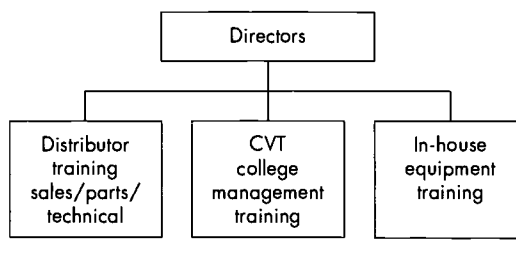 Directors
Distributor
training
sales/parts/
technical
CVT
college
management
training
In-house
equipment
training